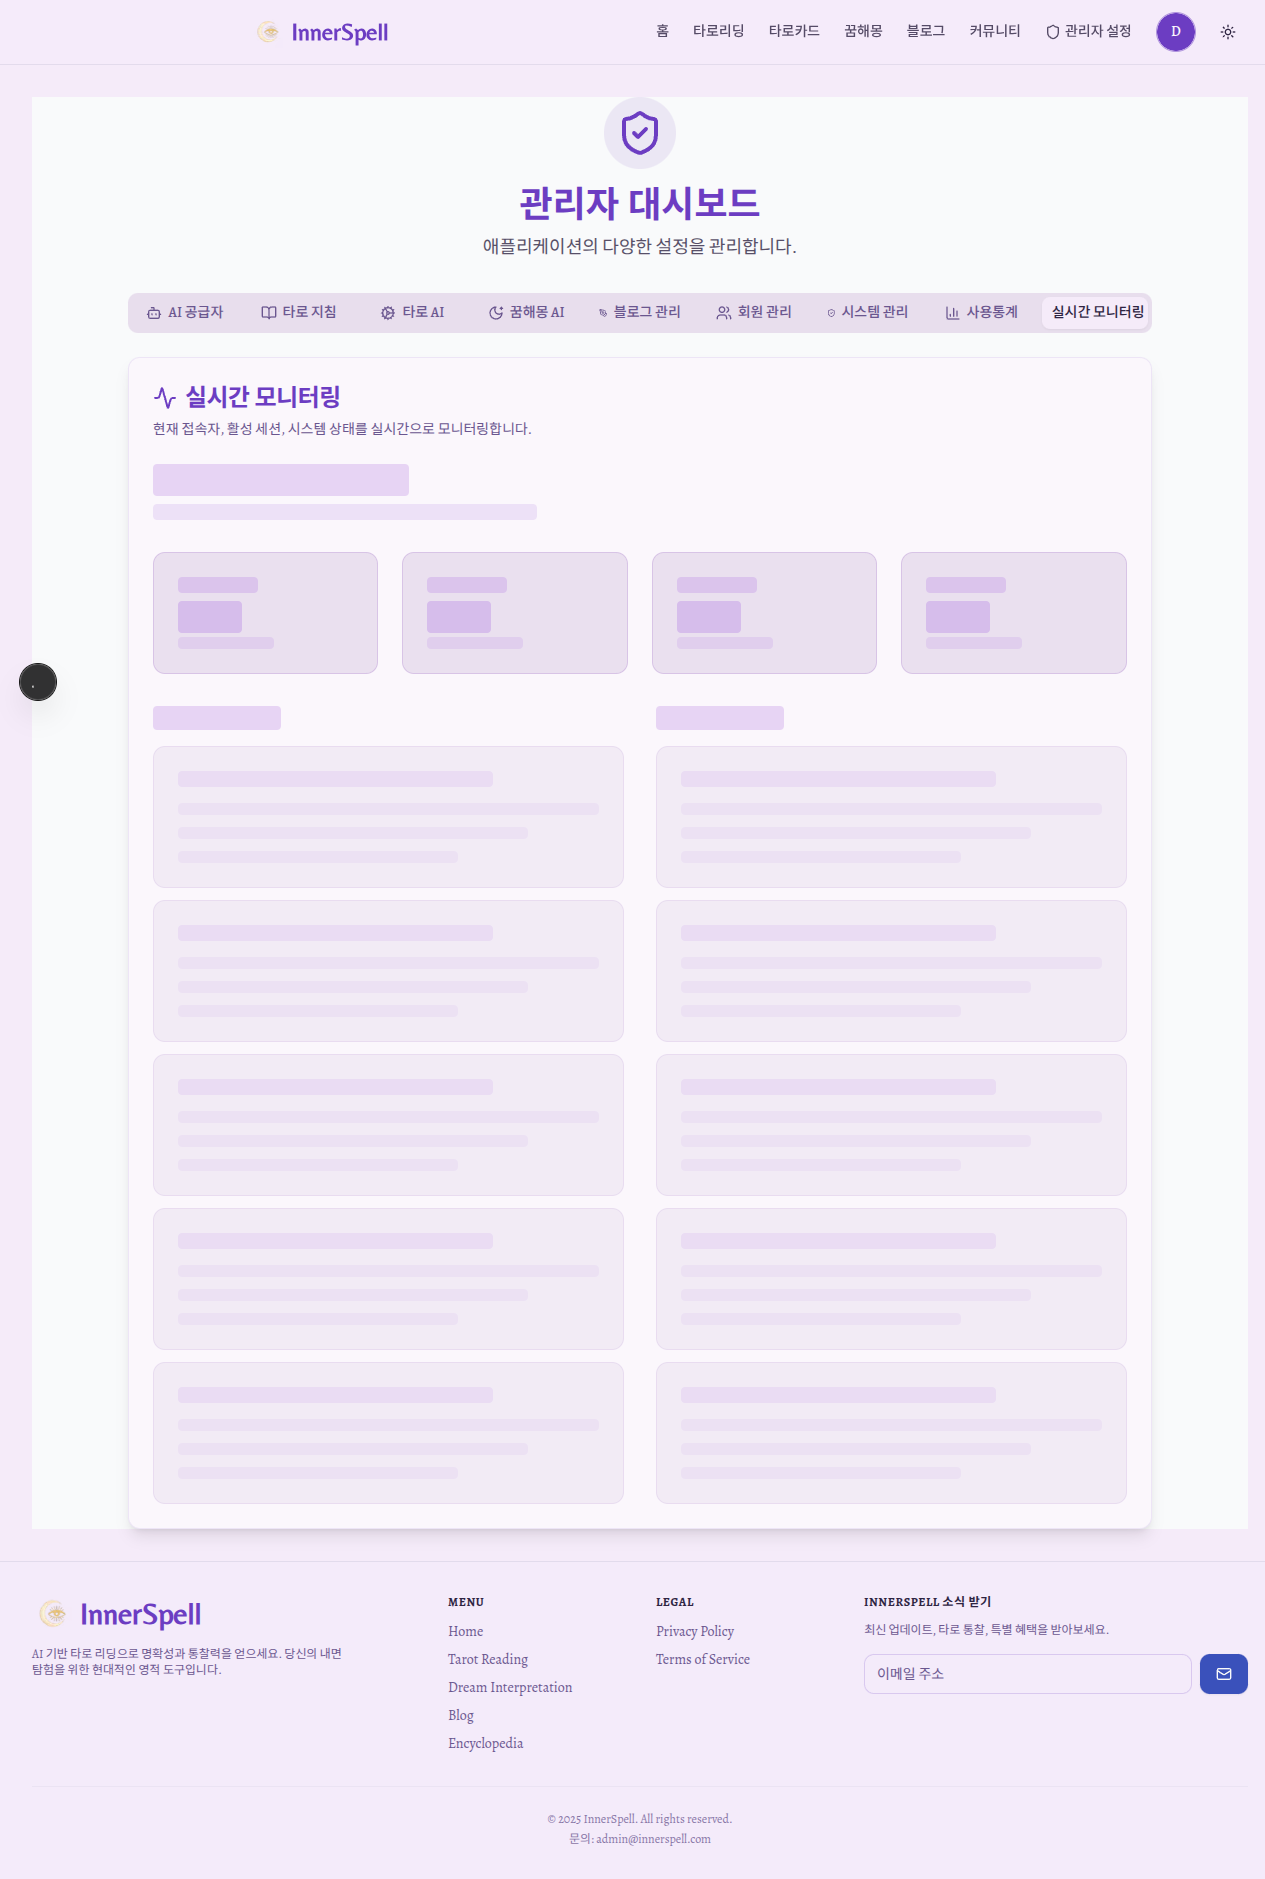 InnerSpell
홈 타로리딩 타로카드 꿈해몽 블로그 커뮤니티 관리자 설정 D
관리자 대시보드
애플리케이션의 다양한 설정을 관리합니다.
AI 공급자 타로 지침 타로 AI 꿈해몽 AI 블로그 관리 회원 관리 시스템 관리 사용통계 실시간 모니터링
실시간 모니터링
현재 접속자, 활성 세션, 시스템 상태를 실시간으로 모니터링합니다.
InnerSpell
AI 기반 타로 리딩으로 명확성과 통찰력을 얻으세요. 당신의 내면
탐험을 위한 현대적인 영적 도구입니다.
MENU
Home
Tarot Reading
Dream Interpretation
Blog
Encyclopedia
LEGAL
Privacy Policy
Terms of Service
INNERSPELL 소식 받기
최신 업데이트, 타로 통찰, 특별 혜택을 받아보세요.
이메일 주소
© 2025 InnerSpell. All rights reserved.
문의: admin@innerspell.com